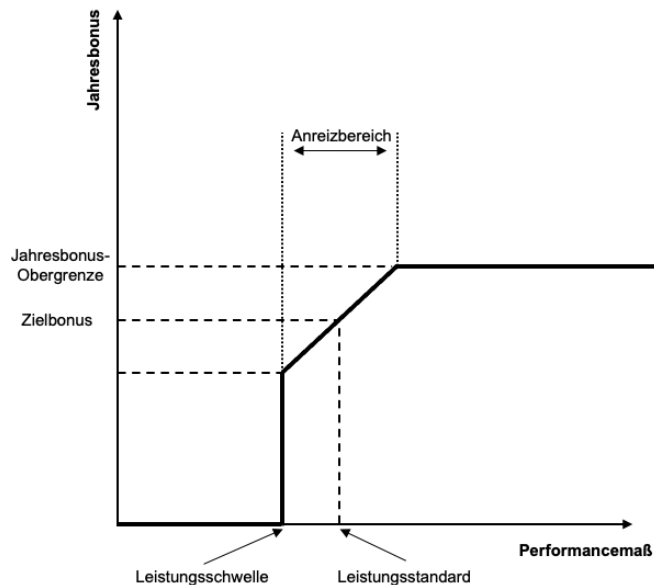 Jahresbonus
Anreizbereich
Jahresbonus-
Obergrenze
Zielbonus
Performancemaß
Leistungsschwelle
Leistungsstandard